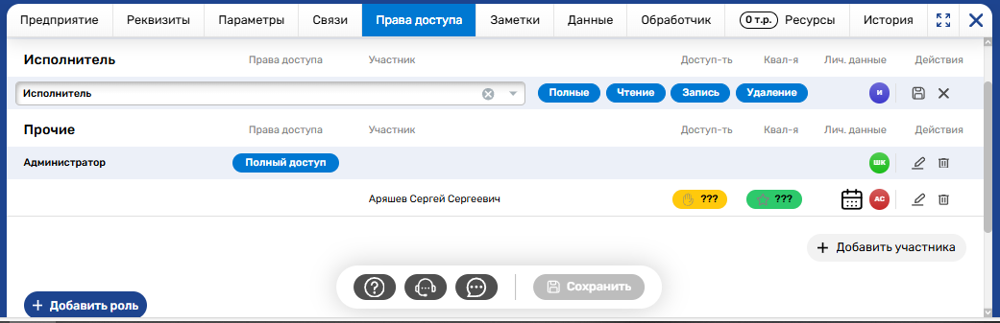 Предприятие Реквизиты Параметры Связи Права доступа Заметки Данные Обработчик 0 т.р. Ресурсы История
Исполнитель Права доступа Участник Доступ-ть Квал-я Лич. данные Действия
Исполнитель Полные Чтение Запись Удаление И
Прочие Права доступа Участник Доступ-ть Квал-я Лич. данные Действия
Администратор Полный доступ ШК
Аряшев Сергей Сергеевич ??? ??? АС
+ Добавить участника
Сохранить
+ Добавить роль